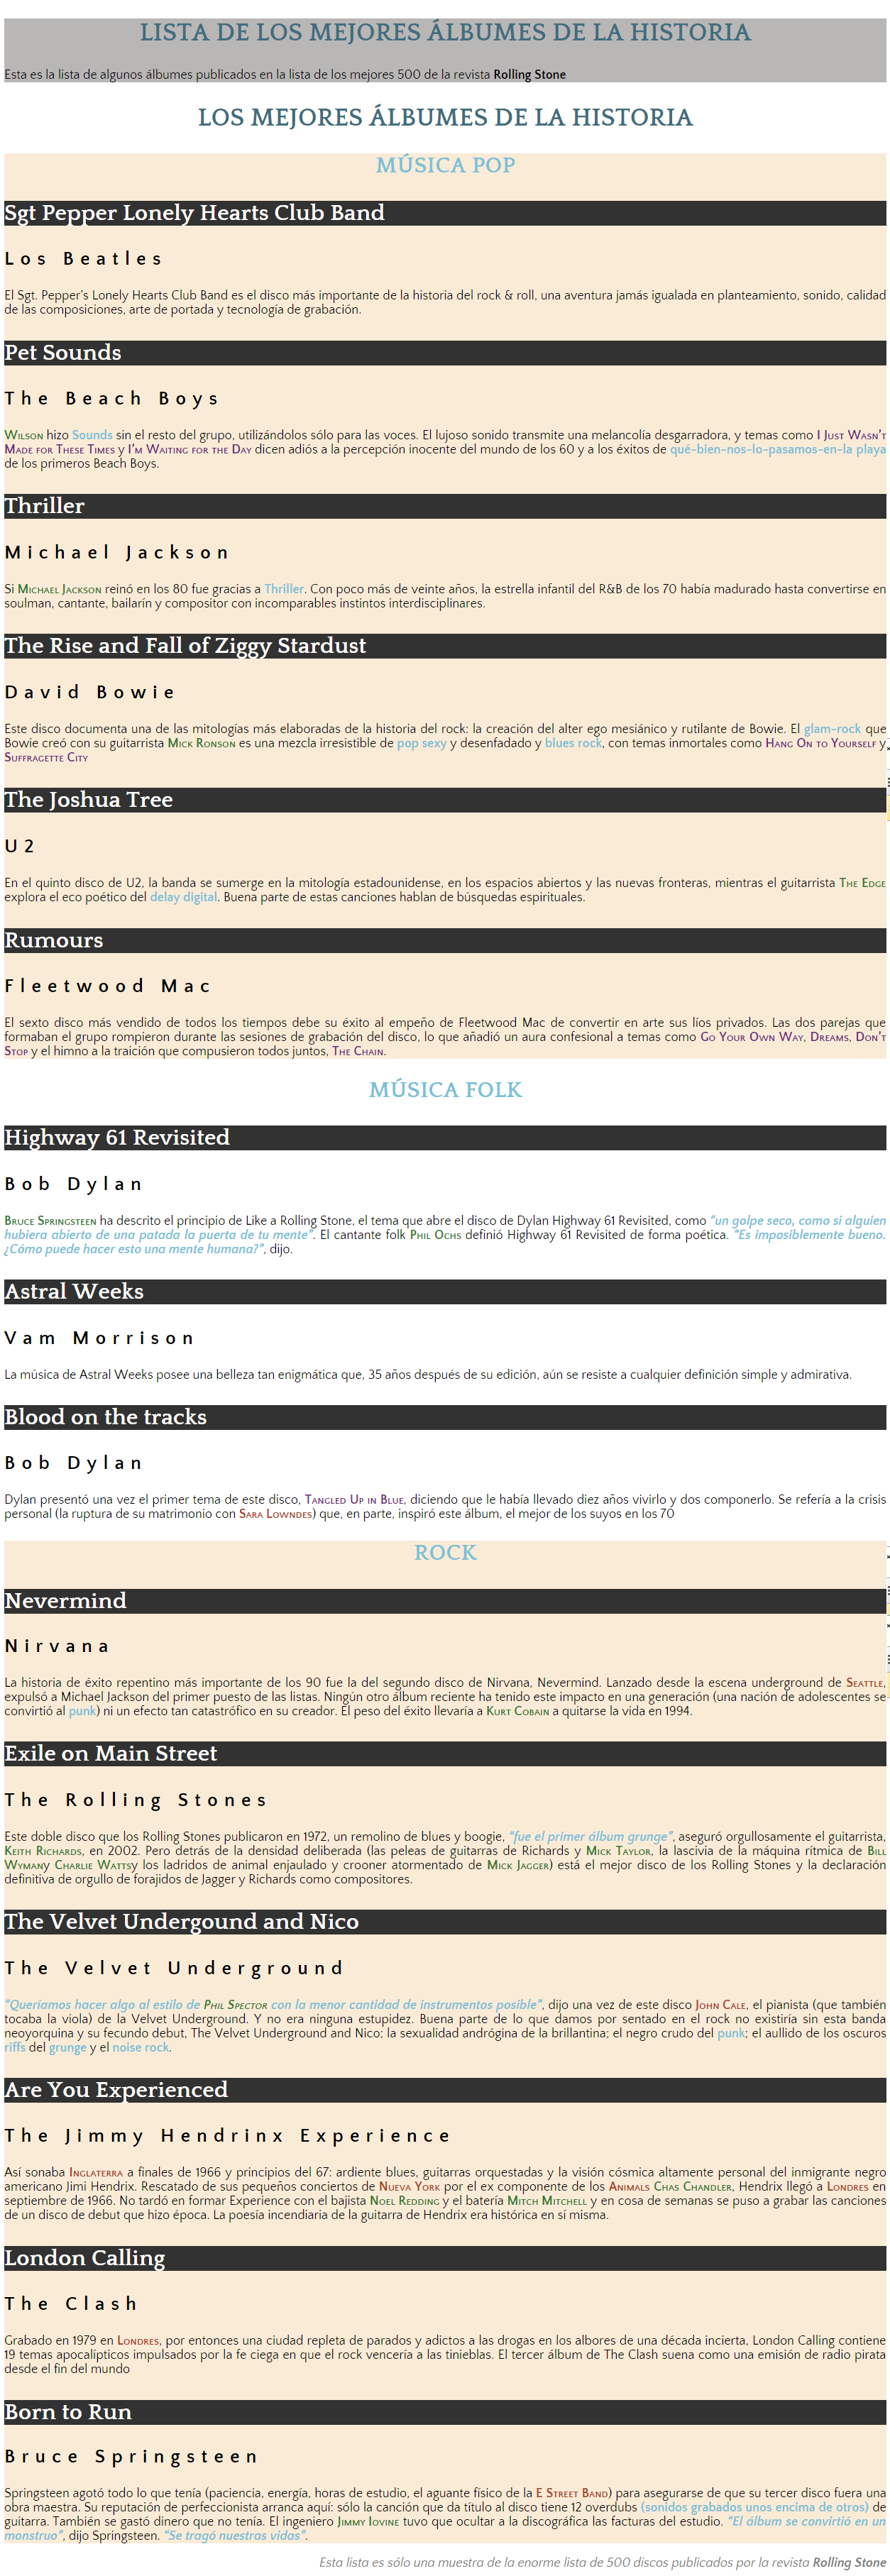 LISTA DE LOS MEJORES ÁLBUMES DE LA HISTORIA
Esta es la lista de algunos álbumes publicados en la lista de los mejores 500 de la revista Rolling Stone
LOS MEJORES ÁLBUMES DE LA HISTORIA
MÚSICA POP
Sgt Pepper Lonely Hearts Club Band
Los Beatles
El Sgt. Pepper's Lonely Hearts Club Band es el disco más importante de la historia del rock & roll, una aventura jamás igualada en planteamiento, sonido, calidad
de las composiciones, arte de portada y tecnología de grabación.
Pet Sounds
The Beach Boys
Wilson hizo Sounds sin el resto del grupo, utilizándolos sólo para las voces. El lujoso sonido transmite una melancolía desgarradora, y temas como I Just Wasn't
Made for These Times y I'm Waiting for the Day dicen adiós a la percepción inocente del mundo de los 60 y a los éxitos de qué-bien-nos-lo-pasamos-en-la playa
de los primeros Beach Boys.
Thriller
Michael Jackson
Si Michael Jackson reinó en los 80 fue gracias a Thriller. Con poco más de veinte años, la estrella infantil del R&B de los 70 había madurado hasta convertirse en
soulman, cantante, bailarín y compositor con incomparables instintos interdisciplinares.
The Rise and Fall of Ziggy Stardust
David Bowie
Este disco documenta una de las mitologías más elaboradas de la historia del rock: la creación del alter ego mesiánico y rutilante de Bowie. El glam-rock que
Bowie creó con su guitarrista Mick Ronson es una mezcla irresistible de pop sexy y desenfadado y blues rock, con temas inmortales como Hang On to Yourself y
Suffragette City
The Joshua Tree
U2
En el quinto disco de U2, la banda se sumerge en la mitología estadounidense, en los espacios abiertos y las nuevas fronteras, mientras el guitarrista The Edge
explora el eco poético del delay digital. Buena parte de estas canciones hablan de búsquedas espirituales.
Rumours
Fleetwood Mac
El sexto disco más vendido de todos los tiempos debe su éxito al empeño de Fleetwood Mac de convertir en arte sus líos privados. Las dos parejas que
formaban el grupo rompieron durante las sesiones de grabación del disco, lo que añadió un aura confesional a temas como Go Your Own Way, Dreams, Don't
Stop y el himno a la traición que compusieron todos juntos, The Chain.
MÚSICA FOLK
Highway 61 Revisited
Bob Dylan
Bruce Springsteen ha descrito el principio de Like a Rolling Stone, el tema que abre el disco de Dylan Highway 61 Revisited, como “un golpe seco, como si alguien
hubiera abierto de una patada la puerta de tu mente”. El cantante folk Phil Ochs definió Highway 61 Revisited de forma poética. “Es imposiblemente bueno.
¿Cómo puede hacer esto una mente humana?”, dijo.
Astral Weeks
Vam Morrison
La música de Astral Weeks posee una belleza tan enigmática que, 35 años después de su edición, aún se resiste a cualquier definición simple y admirativa.
Blood on the tracks
Bob Dylan
Dylan presentó una vez el primer tema de este disco, Tangled Up in Blue, diciendo que le había llevado diez años vivirlo y dos componerlo. Se refería a la crisis
personal (la ruptura de su matrimonio con Sara Lowndes) que, en parte, inspiró este álbum, el mejor de los suyos en los 70
ROCK
Nevermind
Nirvana
La historia de éxito repentino más importante de los 90 fue la del segundo disco de Nirvana, Nevermind. Lanzado desde la escena underground de Seattle,
expulsó a Michael Jackson del primer puesto de las listas. Ningún otro álbum reciente ha tenido este impacto en una generación (una nación de adolescentes se
convirtió al punk) ni un efecto tan catastrófico en su creador. El peso del éxito llevaría a Kurt Cobain a quitarse la vida en 1994.
Exile on Main Street
The Rolling Stones
Este doble disco que los Rolling Stones publicaron en 1972, un remolino de blues y boogie, “fue el primer álbum grunge”, aseguró orgullosamente el guitarrista,
Keith Richards, en 2002. Pero detrás de la densidad deliberada (las peleas de guitarras de Richards y Mick Taylor, la lascivia de la máquina rítmica de Bill
Wymany Charlie Wattsy los ladridos de animal enjaulado y crooner atormentado de Mick Jagger) está el mejor disco de los Rolling Stones y la declaración
definitiva de orgullo de forajidos de Jagger y Richards como compositores.
The Velvet Undergound and Nico
The Velvet Underground
“Queríamos hacer algo al estilo de Phil Spector con la menor cantidad de instrumentos posible”, dijo una vez de este disco John Cale, el pianista (que también
tocaba la viola) de la Velvet Underground. Y no era ninguna estupidez. Buena parte de lo que damos por sentado en el rock no existiría sin esta banda
neoyorquina y su fecundo debut, The Velvet Underground and Nico; la sexualidad andrógina de la brillantina; el negro crudo del punk; el aullido de los oscuros
riffs del grunge y el noise rock.
Are You Experienced
The Jimmy Hendrinx Experience
Así sonaba Inglaterra a finales de 1966 y principios del 67: ardiente blues, guitarras orquestadas y la visión cósmica altamente personal del inmigrante negro
americano Jimi Hendrix. Rescatado de sus pequeños conciertos de Nueva York por el ex componente de los Animals Chas Chandler, Hendrix llegó a Londres en
septiembre de 1966. No tardó en formar Experience con el bajista Noel Redding y el batería Mitch Mitchell y en cosa de semanas se puso a grabar las canciones
de un disco de debut que hizo época. La poesía incendiaria de la guitarra de Hendrix era histórica en sí misma.
London Calling
The Clash
Grabado en 1979 en Londres, por entonces una ciudad repleta de parados y adictos a las drogas en los albores de una década incierta, London Calling contiene
19 temas apocalípticos impulsados por la fe ciega en que el rock vencería a las tinieblas. El tercer álbum de The Clash suena como una emisión de radio pirata
desde el fin del mundo
Born to Run
Bruce Springsteen
Springsteen agotó todo lo que tenía (paciencia, energía, horas de estudio, el aguante físico de la E Street Band) para asegurarse de que su tercer disco fuera una
obra maestra. Su reputación de perfeccionista arranca aquí: sólo la canción que da título al disco tiene 12 overdubs (sonidos grabados unos encima de otros) de
guitarra. También se gastó dinero que no tenía. El ingeniero Jimmy Iovine tuvo que ocultar a la discográfica las facturas del estudio. “El álbum se convirtió en un
monstruo”, dijo Springsteen. “Se tragó nuestras vidas”.
Esta lista es sólo una muestra de la enorme lista de 500 discos publicados por la revista Rolling Stone